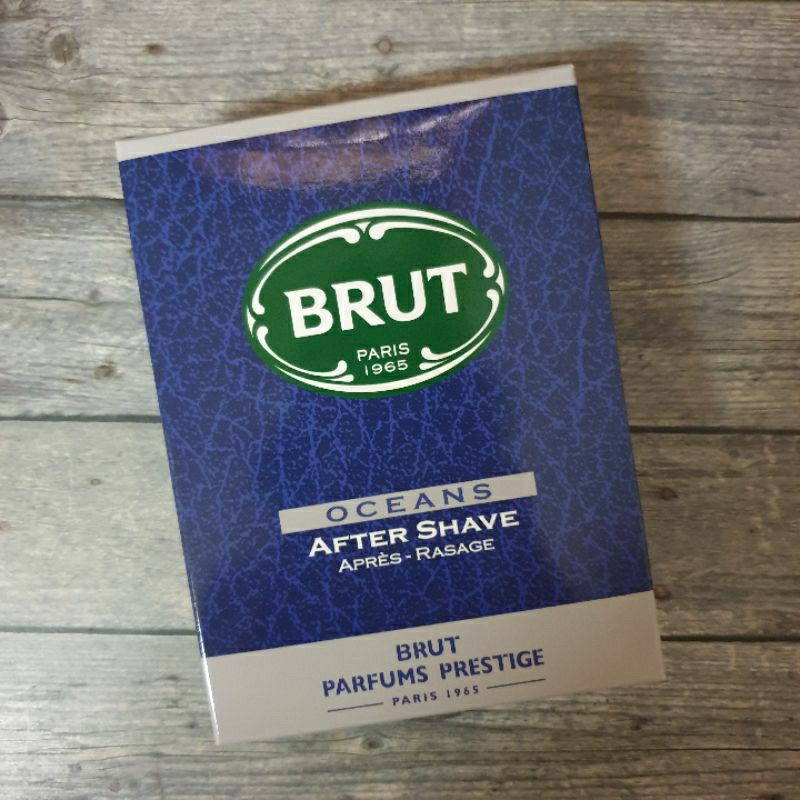 BRUT
PARIS
1965
OCEANS
AFTER SHAVE
APRÈS - RASAGE
BRUT
PARFUMS PRESTIGE
PARIS 1965